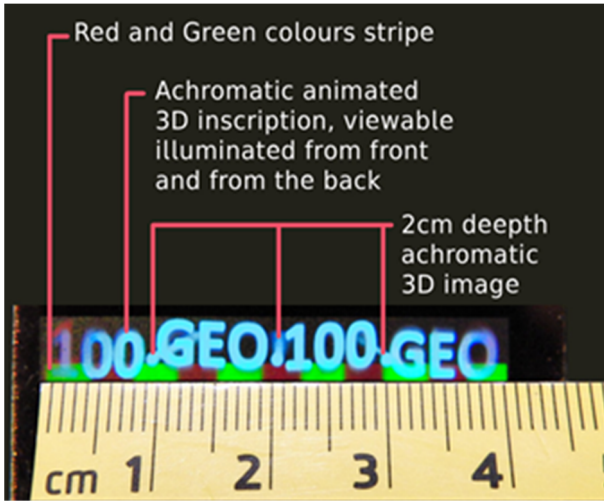 Red and Green colours stripe
Achromatic animated
3D inscription, viewable
illuminated from front
and from the back
2cm deepth
achromatic
3D image
100.GEO.100.GEO
cm 1 2 3 4